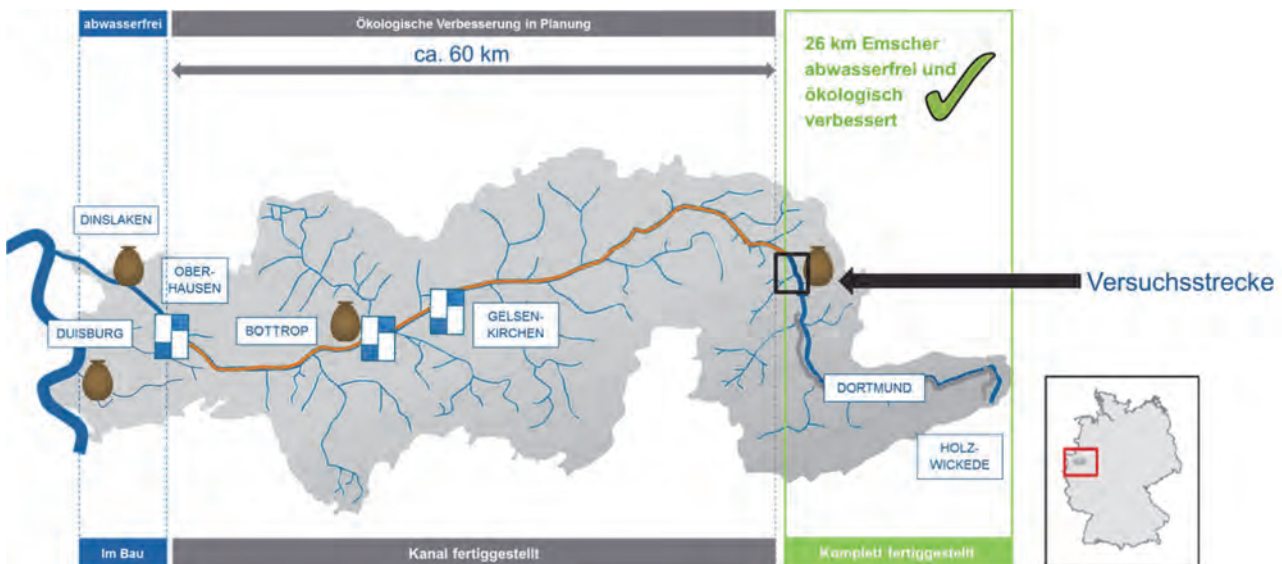 abwasserfrei
Ökologische Verbesserung in Planung
ca. 60 km
26 km Emscher
abwasserfrei und
ökologisch
verbessert
DINSLAKEN
OBER-
HAUSEN
DUISBURG
BOTTROP
GELSEN-
KIRCHEN
Versuchsstrecke
DORTMUND
HOLZ-
WICKEDE
Im Bau
Kanal fertiggestellt
Komplett fertiggestellt